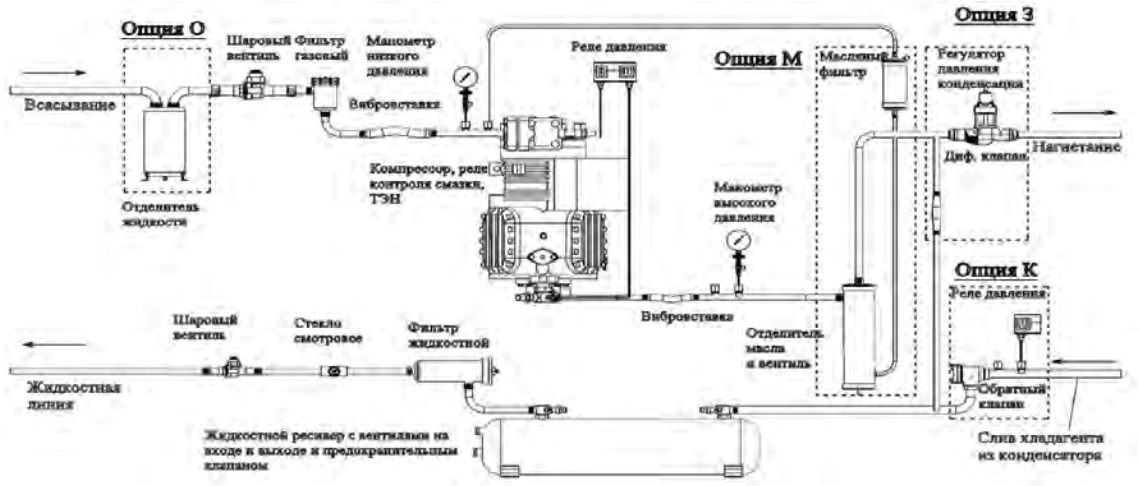 Опция О
Шаровый
вентиль
Фильтр
газовый
Манометр
низкого
давления
Реле давления
Опция М
Масляный
фильтр
Опция З
Регулятор
давления
конденсации
Всасывание
Вибровставка
Диф. клапан
Нагнетание
Компрессор, реле
контроля смазки,
ТЭН
Отделитель
жидкости
Манометр
высокого
давления
Опция К
Реле давления
Шаровый
вентиль
Стекло
смотровое
Фильтр
жидкостной
Вибровставка
Отделитель
масла
и вентиль
Жидкостная
линия
Обратный
клапан
Жидкостной ресивер с вентилями на
входе и выходе и предохранительным
клапаном
Слив хладагента
из конденсатора